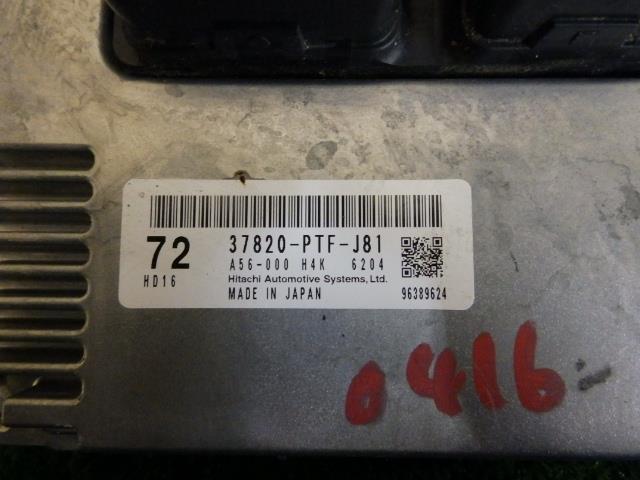 72 37820-PTF-J81
A56-000 H4K 6204
HD16 Hitachi Automotive Systems, Ltd.
MADE IN JAPAN 96389624
0416-